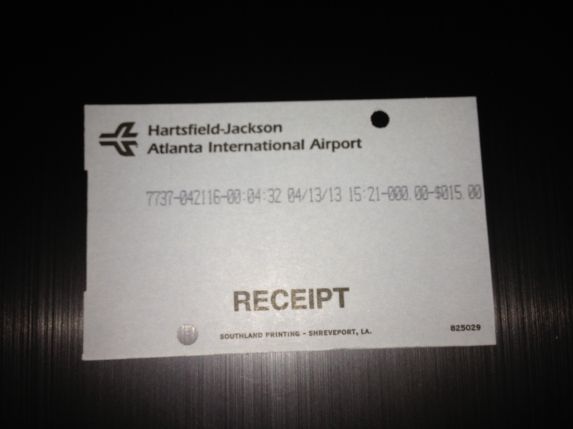 Hartsfield-Jackson
Atlanta International Airport
7737-042116-00:04:32 04/13/13 15:21-000.00-$015.00
RECEIPT
SOUTHLAND PRINTING - SHREVEPORT, LA.
825029